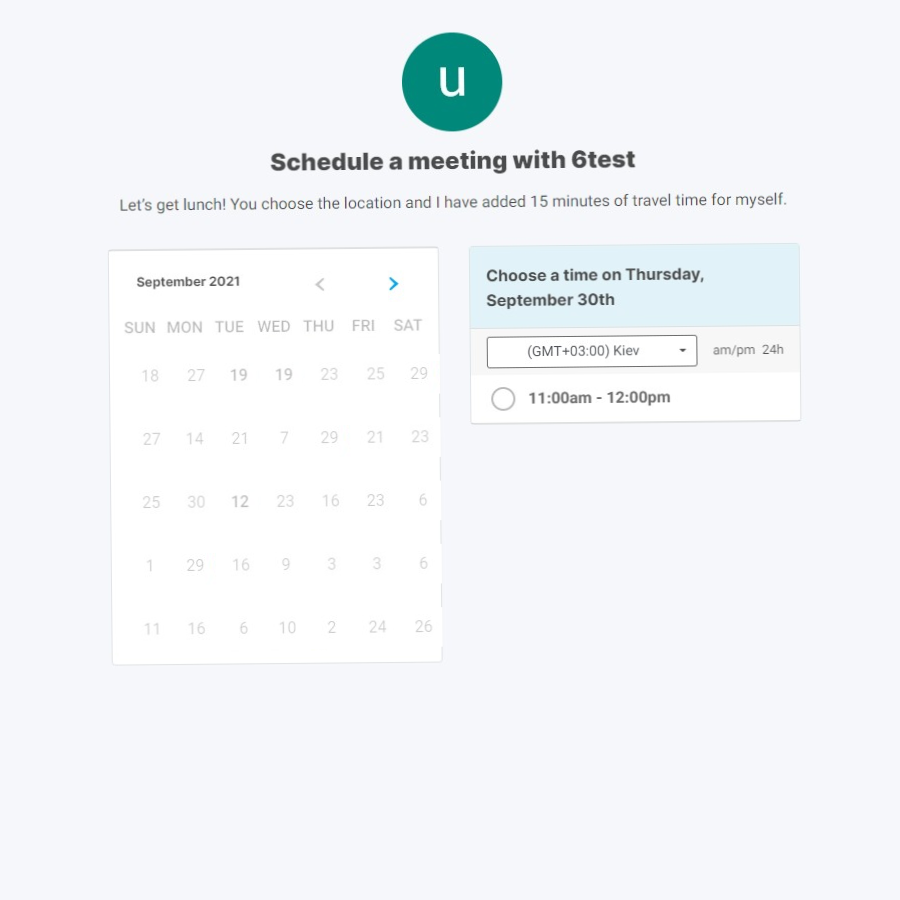 u
Schedule a meeting with 6test
Let's get lunch! You choose the location and I have added 15 minutes of travel time for myself.
September 2021
SUN MON TUE WED THU FRI SAT
18 27 19 19 23 25 29
27 14 21 7 29 21 23
25 30 12 23 16 23 6
1 29 16 9 3 3 6
11 16 6 10 2 24 26
Choose a time on Thursday,
September 30th
(GMT+03:00) Kiev am/pm 24h
11:00am - 12:00pm